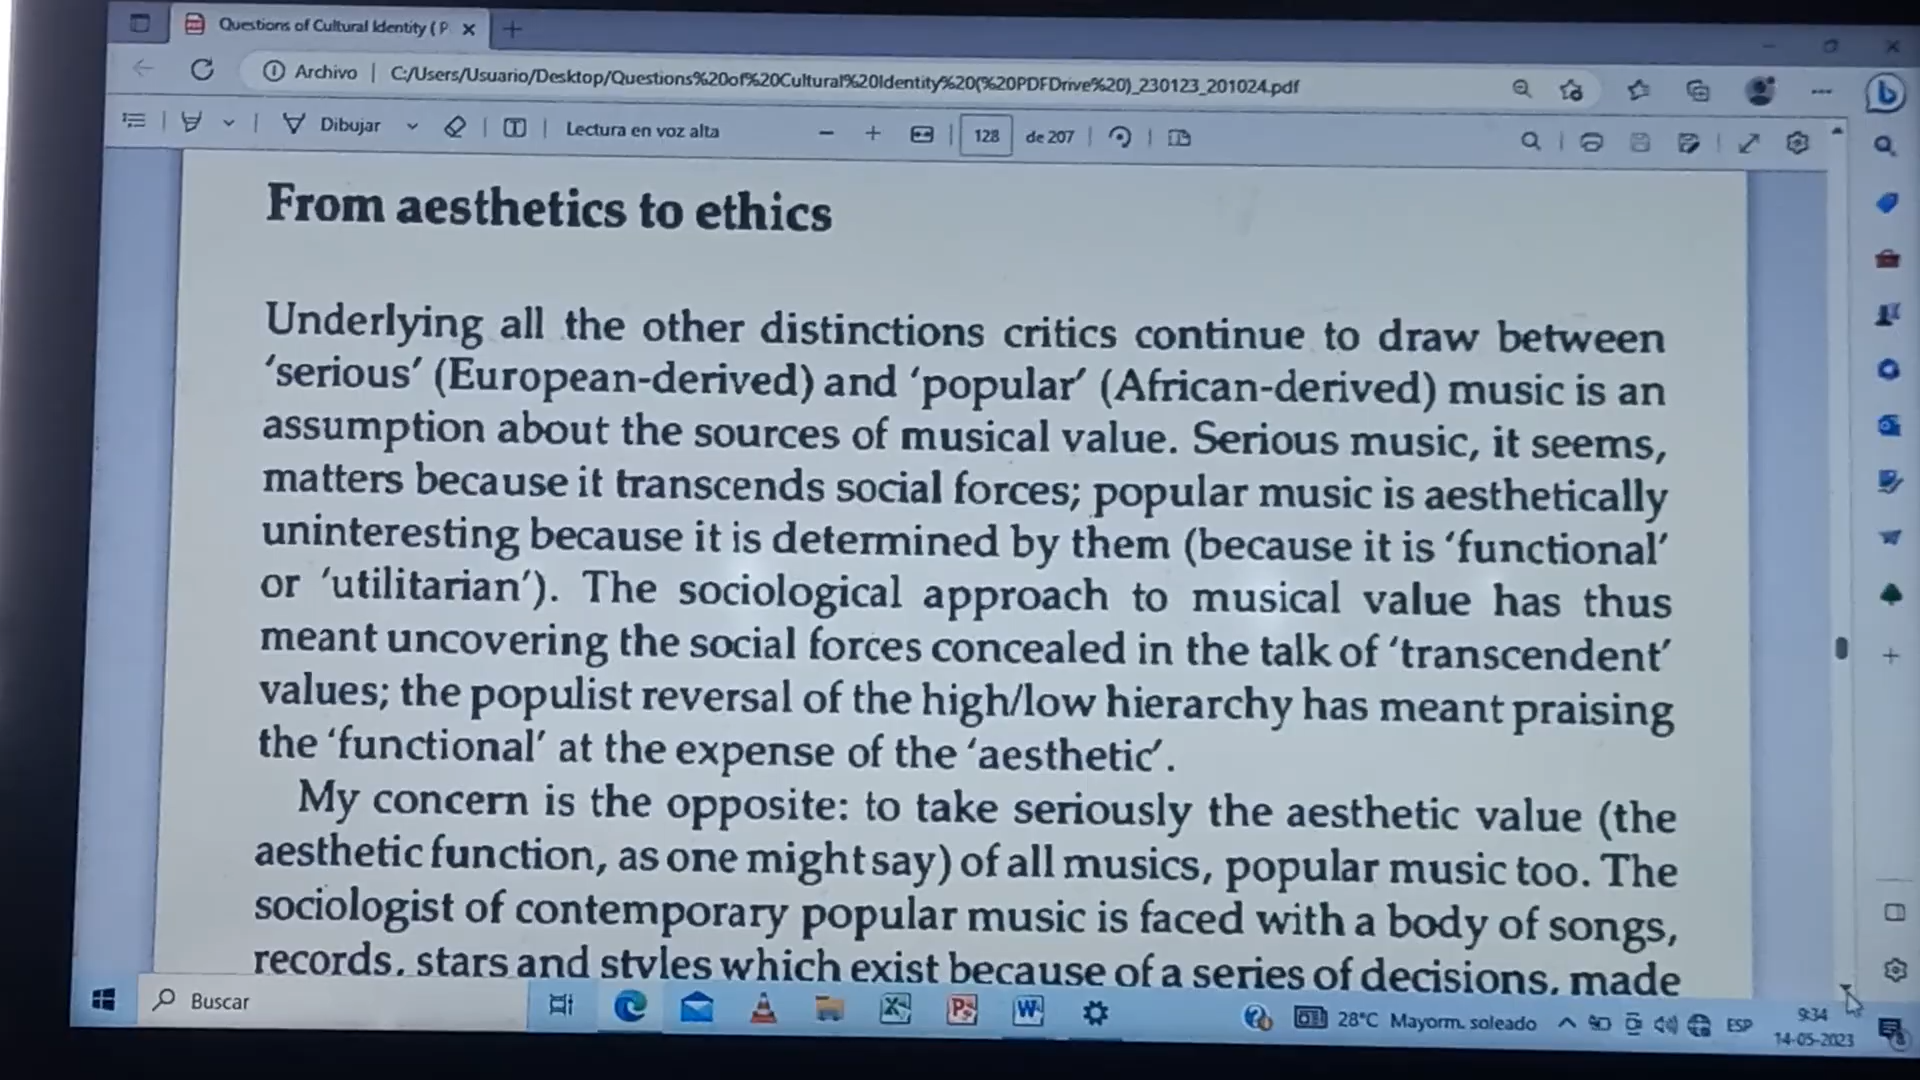 Questions of Cultural Identity ( P
Archivo | C:/Users/Usuario/Desktop/Questions%20of%20Cultural%20Identity%20(%20PDFDrive%20)_230123_201024.pdf
Dibujar
Lectura en voz alta
128 de 207
From aesthetics to ethics
Underlying all the other distinctions critics continue to draw between
'serious' (European-derived) and 'popular' (African-derived) music is an
assumption about the sources of musical value. Serious music, it seems,
matters because it transcends social forces; popular music is aesthetically
uninteresting because it is determined by them (because it is 'functional'
or 'utilitarian'). The sociological approach to musical value has thus
meant uncovering the social forces concealed in the talk of 'transcendent'
values; the populist reversal of the high/low hierarchy has meant praising
the 'functional' at the expense of the 'aesthetic'.
My concern is the opposite: to take seriously the aesthetic value (the
aesthetic function, as one might say) of all musics, popular music too. The
sociologist of contemporary popular music is faced with a body of songs,
records, stars and styles which exist because of a series of decisions, made
Buscar
28°C Mayorm. soleado
ESP
9:34
14-05-2023